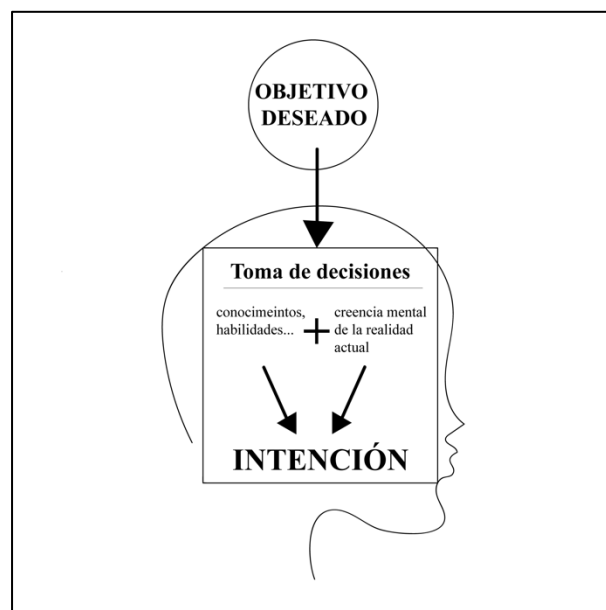 OBJETIVO
DESEADO
Toma de decisiones
conocimeintos,
habilidades...
+
creencia mental
de la realidad
actual
INTENCIÓN